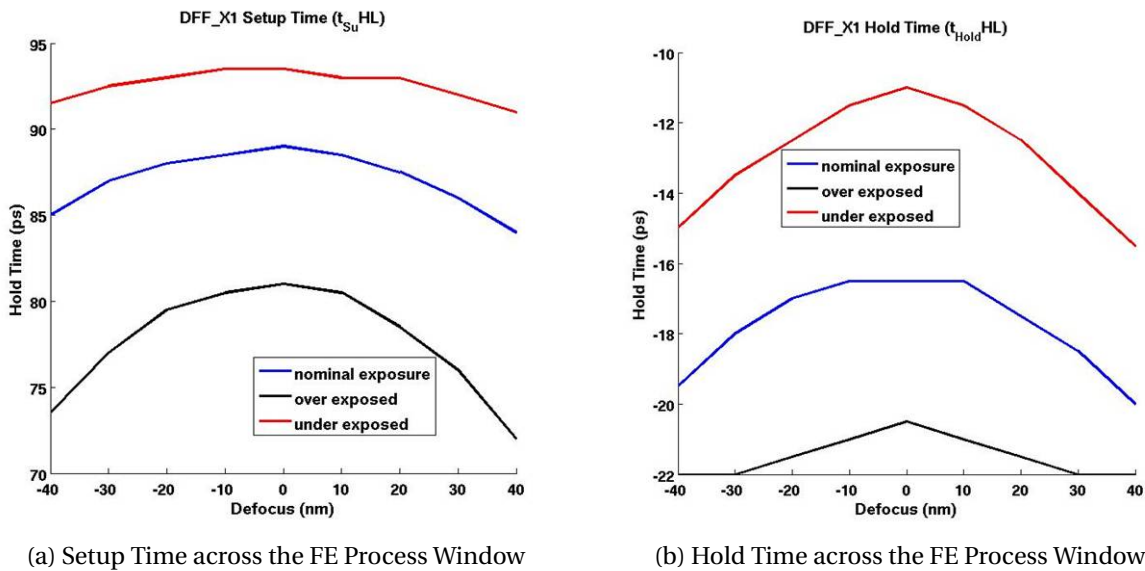 DFF_X1 Setup Time (tSuHL)
95
90
85
80
75
70
Hold Time (ps)
nominal exposure
over exposed
under exposed
-40 -30 -20 -10 0 10 20 30 40
Defocus (nm)
(a) Setup Time across the FE Process Window
DFF_X1 Hold Time (tHoldHL)
-10
-12
-14
-16
-18
-20
-22
Hold Time (ps)
nominal exposure
over exposed
under exposed
-40 -30 -20 -10 0 10 20 30 40
Defocus (nm)
(b) Hold Time across the FE Process Window